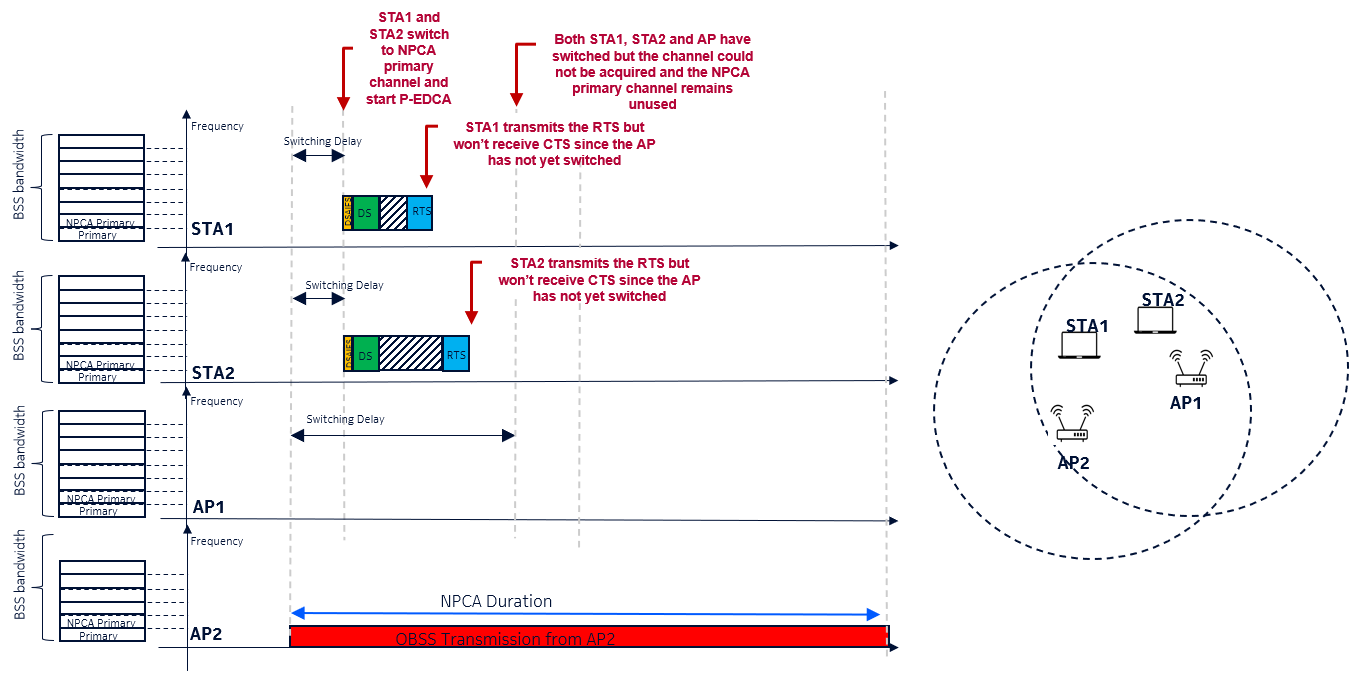 STA1 and
STA2 switch
to NPCA
primary
channel and
start P-EDCA
Both STA1, STA2 and AP have
switched but the channel could
not be acquired and the NPCA
primary channel remains
unused
BSS bandwidth
Frequency
Switching Delay
STA1 transmits the RTS but
won't receive CTS since the AP
has not yet switched
DSAIFS
DS
RTS
NPCA Primary
Primary
STA1
BSS bandwidth
Frequency
Switching Delay
STA2 transmits the RTS but
won't receive CTS since the AP
has not yet switched
DSAIFS
DS
RTS
NPCA Primary
Primary
STA2
BSS bandwidth
Frequency
Switching Delay
NPCA Primary
Primary
AP1
BSS bandwidth
Frequency
NPCA Duration
NPCA Primary
Primary
AP2
OBSS Transmission from AP2
STA2
STA1
AP1
AP2